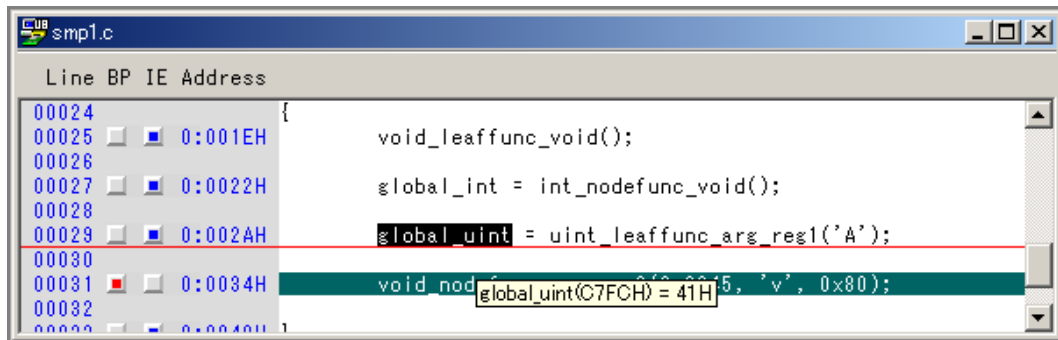 smp1.c
Line BP IE Address
00024 {
00025 0:001EH void_leaffunc_void();
00026
00027 0:0022H global_int = int_nodefunc_void();
00028
00029 0:002AH global_uint = uint_leaffunc_arg_reg1('A');
00030
00031 0:0034H void_nod 5, 'v', 0x80);
global_uint(C7FCH) = 41H
00032